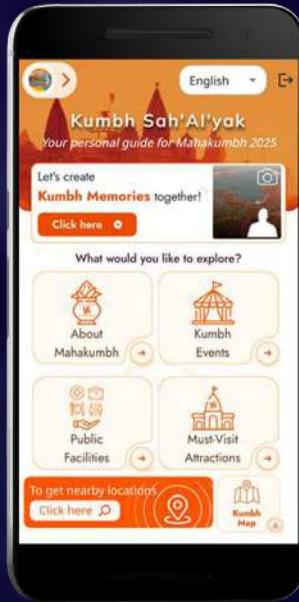 English
Kumbh Sah'AI'yak
Your personal guide for Mahakumbh 2025
Let's create
Kumbh Memories together!
Click here
What would you like to explore?
About
Mahakumbh
Kumbh
Events
Public
Facilities
Must-Visit
Attractions
To get nearby locations
Click here
Kumbh
Map